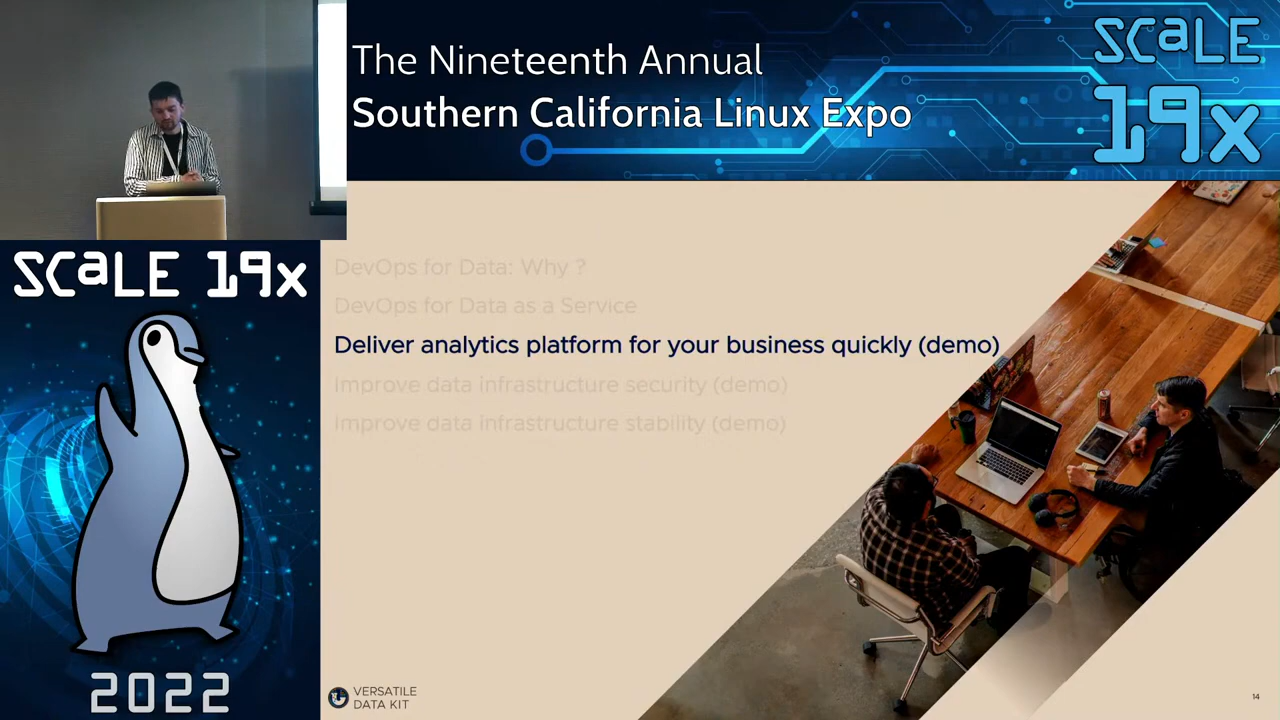 The Nineteenth Annual
Southern California Linux Expo
SCaLE
19x
SCaLE 19x
2022
DevOps for Data: Why ?
DevOps for Data as a Service
Deliver analytics platform for your business quickly (demo)
Improve data infrastructure security (demo)
Improve data infrastructure stability (demo)
VERSATILE
DATA KIT
14